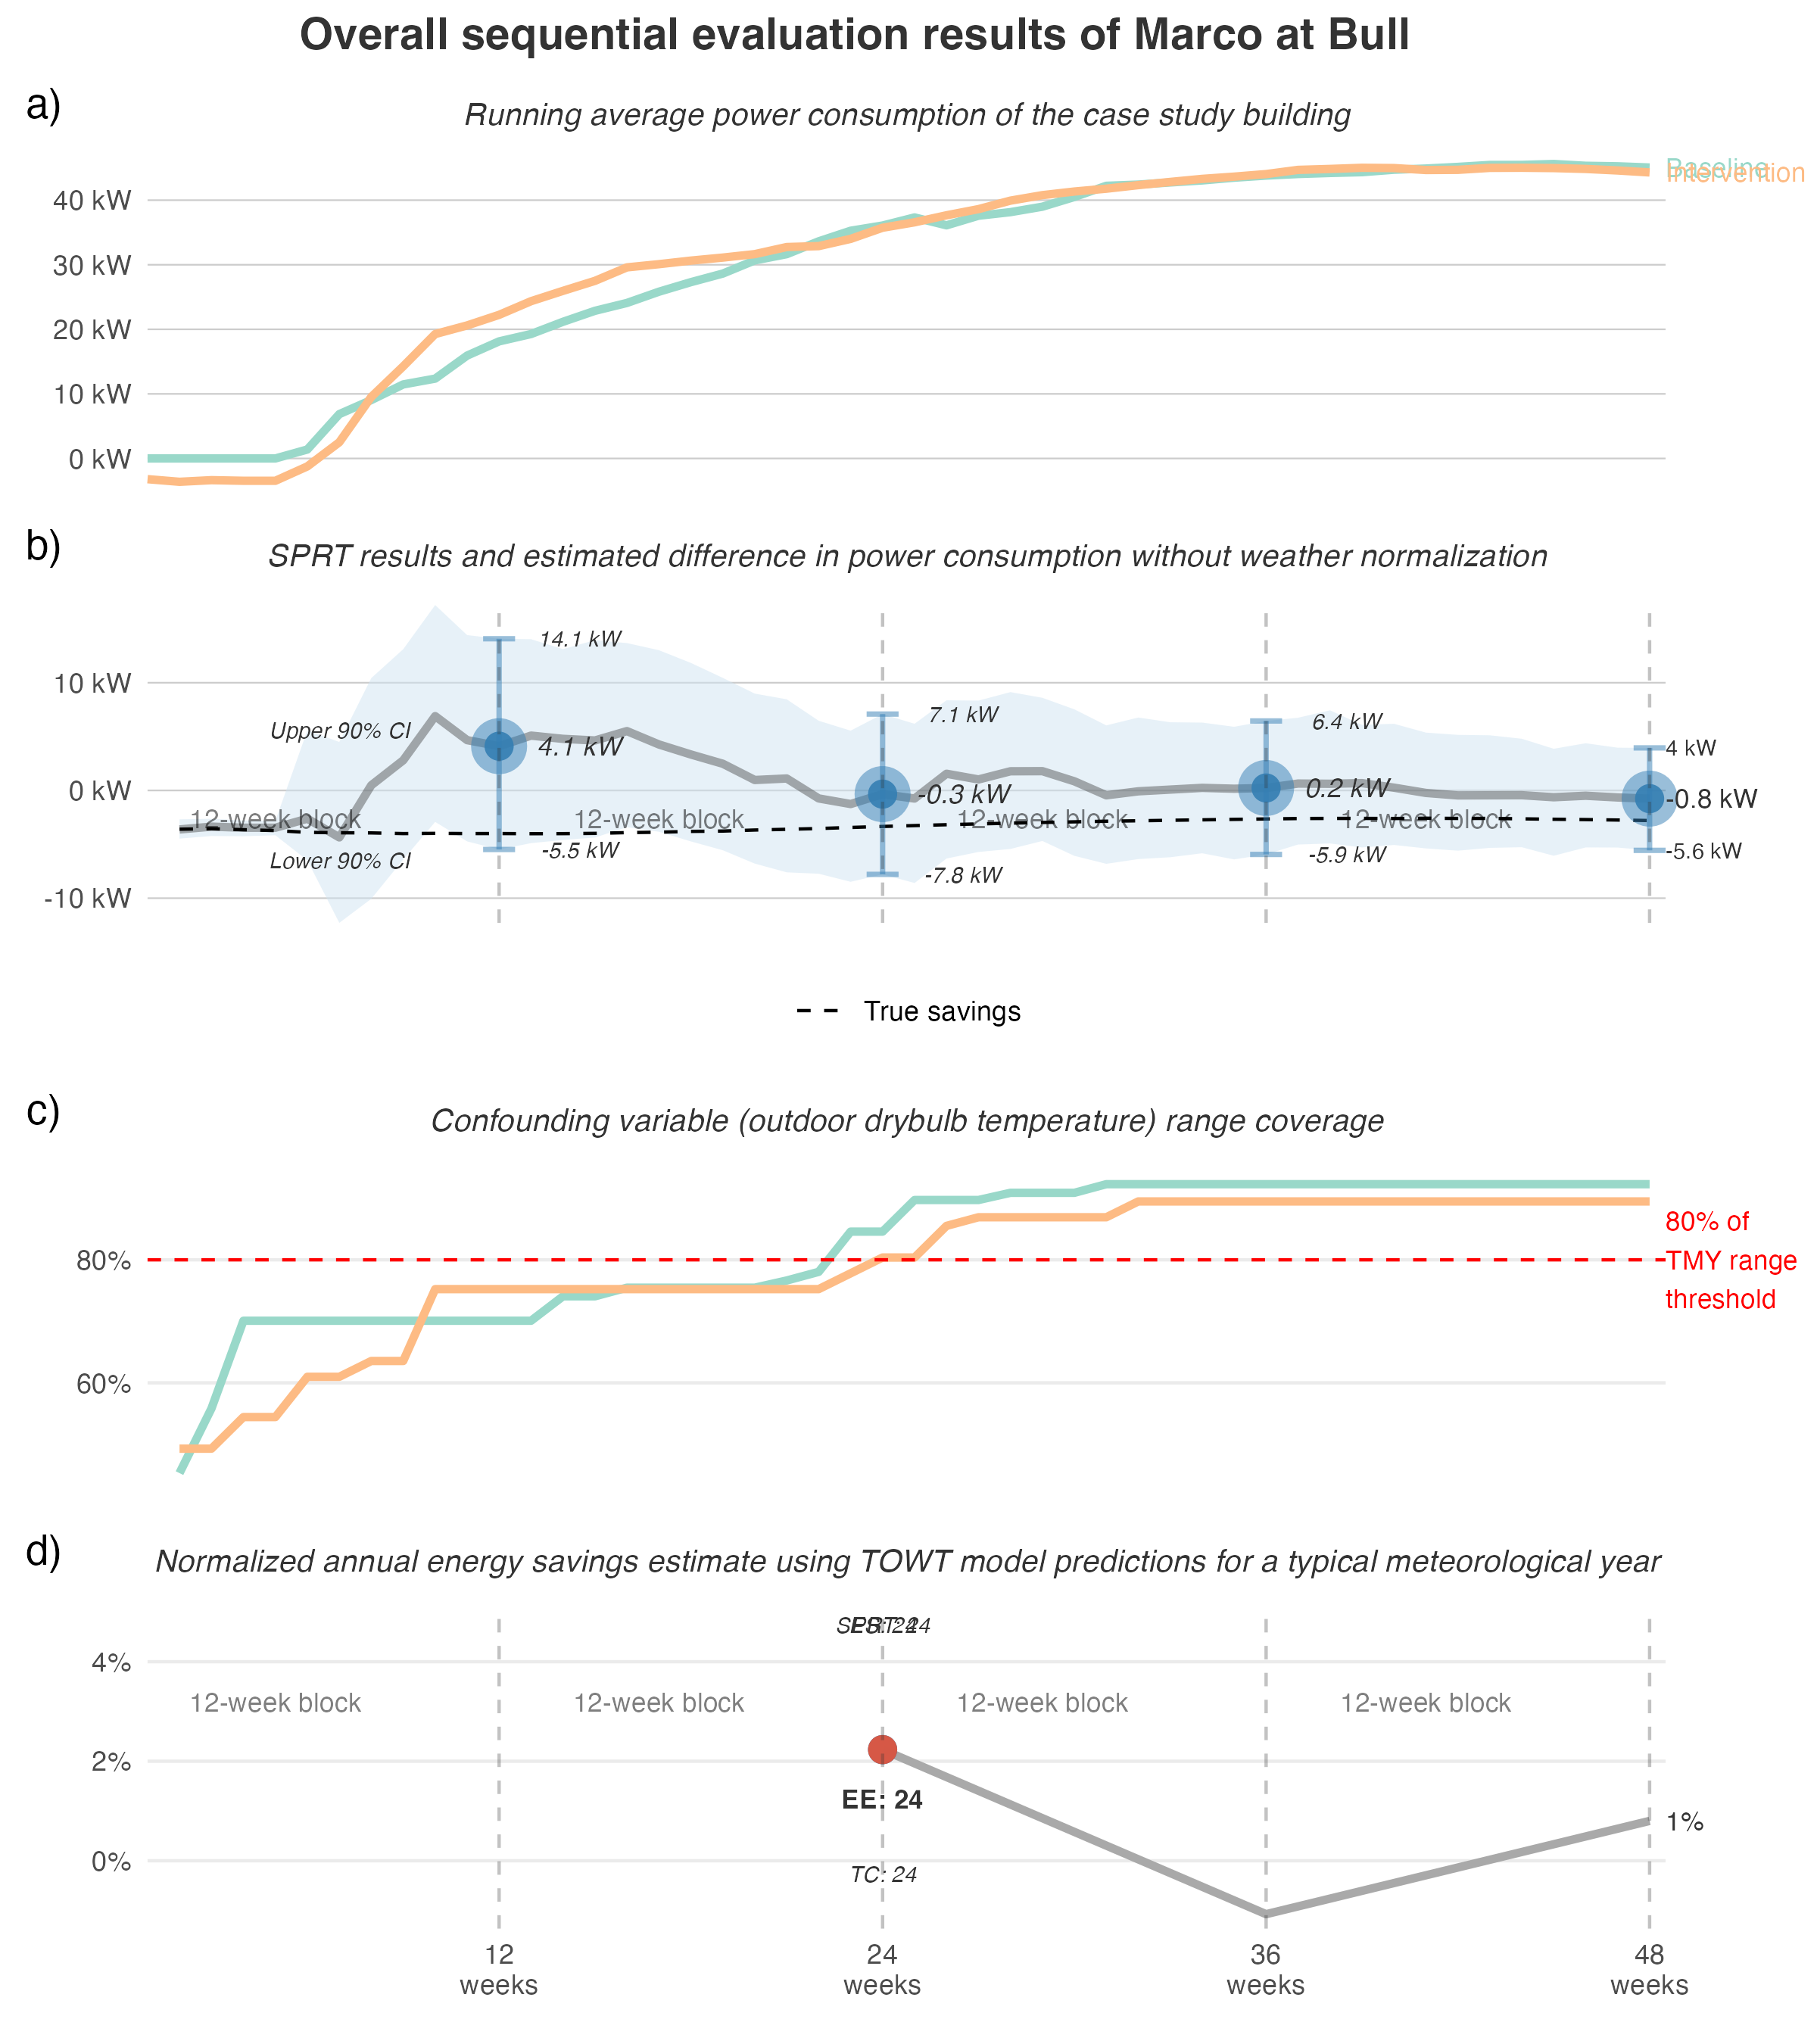 Overall sequential evaluation results of Marco at Bull
a)
Running average power consumption of the case study building
Baseline
Intervention
40 kW
30 kW
20 kW
10 kW
0 kW
b)
SPRT results and estimated difference in power consumption without weather normalization
14.1 kW
10 kW
7.1 kW
6.4 kW
Upper 90% CI
4.1 kW
4 kW
0 kW
-0.3 kW
0.2 kW
-0.8 kW
12-week block
12-week block
12-week block
12-week block
Lower 90% CI
-5.5 kW
-5.9 kW
-5.6 kW
-7.8 kW
-10 kW
True savings
c)
Confounding variable (outdoor drybulb temperature) range coverage
80% of
TMY range
threshold
80%
60%
d)
Normalized annual energy savings estimate using TOWT model predictions for a typical meteorological year
SPRT: 24
4%
12-week block
12-week block
12-week block
12-week block
2%
EE: 24
1%
0%
TC: 24
12
weeks
24
weeks
36
weeks
48
weeks